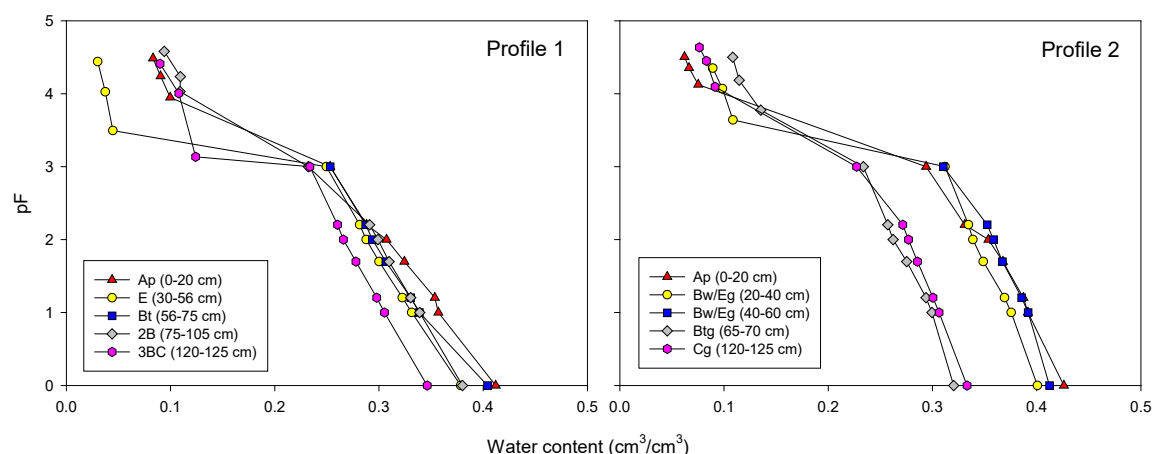 Profile 1
Profile 2
5
4
3
2
1
0
pF
Ap (0-20 cm)
E (30-56 cm)
Bt (56-75 cm)
2B (75-105 cm)
3BC (120-125 cm)
Ap (0-20 cm)
Bw/Eg (20-40 cm)
Bw/Eg (40-60 cm)
Btg (65-70 cm)
Cg (120-125 cm)
0.0 0.1 0.2 0.3 0.4 0.5
0.0 0.1 0.2 0.3 0.4 0.5
Water content (cm³/cm³)